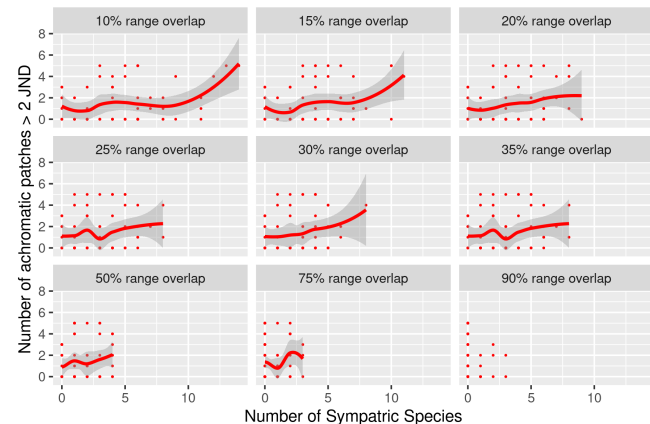 10% range overlap 15% range overlap 20% range overlap
8
6
4
2
0
25% range overlap 30% range overlap 35% range overlap
8
6
4
2
0
50% range overlap 75% range overlap 90% range overlap
8
6
4
2
0
0 5 10 0 5 10 0 5 10
Number of Sympatric Species
Number of achromatic patches > 2 JND